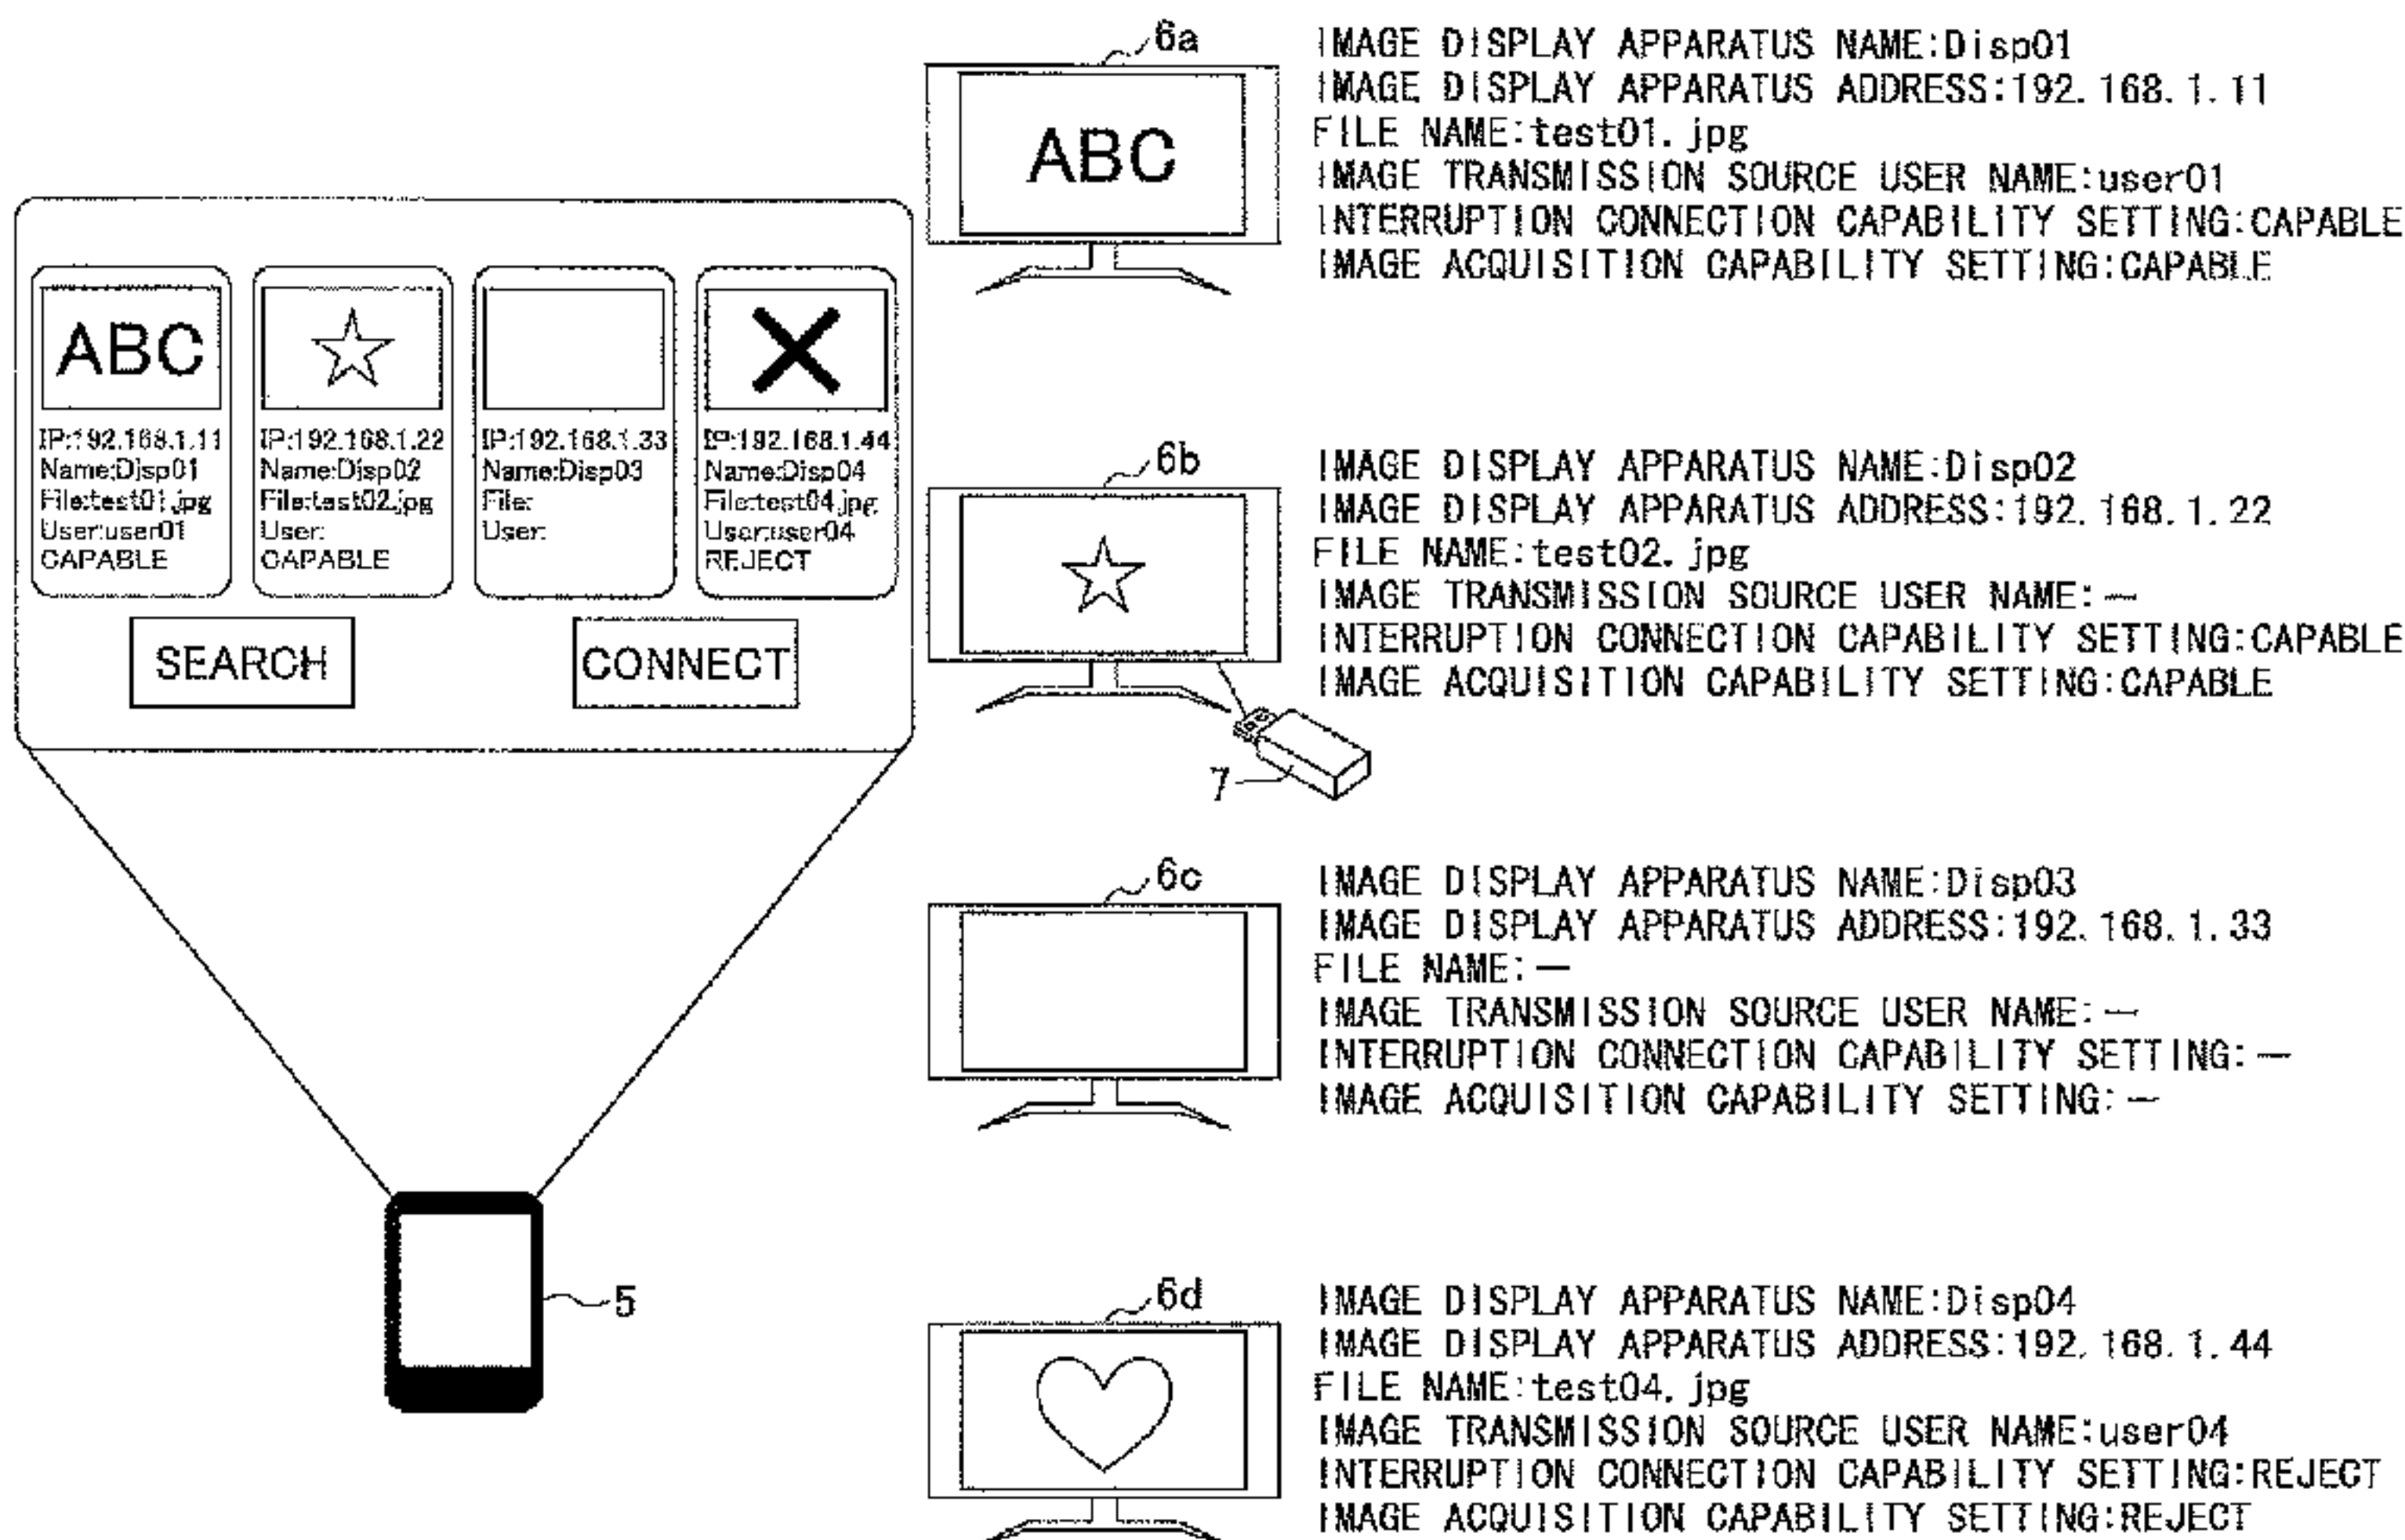 6a
IMAGE DISPLAY APPARATUS NAME:Disp01
IMAGE DISPLAY APPARATUS ADDRESS:192.168.1.11
FILE NAME:test01.jpg
IMAGE TRANSMISSION SOURCE USER NAME:user01
INTERRUPTION CONNECTION CAPABILITY SETTING:CAPABLE
IMAGE ACQUISITION CAPABILITY SETTING:CAPABLE
ABC
ABC
IP:192.168.1.11
Name:Disp01
File:test01.jpg
User:user01
CAPABLE
IP:192.168.1.22
Name:Disp02
File:test02.jpg
User:
CAPABLE
IP:192.168.1.33
Name:Disp03
File:
User:
IP:192.168.1.44
Name:Disp04
File:test04.jpg
User:user04
REJECT
SEARCH
CONNECT
6b
IMAGE DISPLAY APPARATUS NAME:Disp02
IMAGE DISPLAY APPARATUS ADDRESS:192.168.1.22
FILE NAME:test02.jpg
IMAGE TRANSMISSION SOURCE USER NAME:—
INTERRUPTION CONNECTION CAPABILITY SETTING:CAPABLE
IMAGE ACQUISITION CAPABILITY SETTING:CAPABLE
7
6c
IMAGE DISPLAY APPARATUS NAME:Disp03
IMAGE DISPLAY APPARATUS ADDRESS:192.168.1.33
FILE NAME:—
IMAGE TRANSMISSION SOURCE USER NAME:—
INTERRUPTION CONNECTION CAPABILITY SETTING:—
IMAGE ACQUISITION CAPABILITY SETTING:—
5
6d
IMAGE DISPLAY APPARATUS NAME:Disp04
IMAGE DISPLAY APPARATUS ADDRESS:192.168.1.44
FILE NAME:test04.jpg
IMAGE TRANSMISSION SOURCE USER NAME:user04
INTERRUPTION CONNECTION CAPABILITY SETTING:REJECT
IMAGE ACQUISITION CAPABILITY SETTING:REJECT